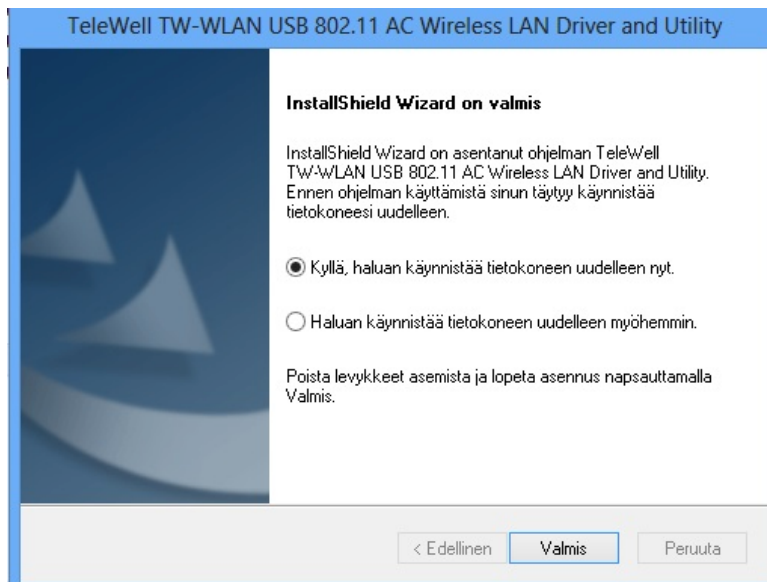 TeleWell TW-WLAN USB 802.11 AC Wireless LAN Driver and Utility
InstallShield Wizard on valmis
InstallShield Wizard on asentanut ohjelman TeleWell
TW-WLAN USB 802.11 AC Wireless LAN Driver and Utility.
Ennen ohjelman käyttämistä sinun täytyy käynnistää
tietokoneesi uudelleen.
Kyllä, haluan käynnistää tietokoneen uudelleen nyt.
Haluan käynnistää tietokoneen uudelleen myöhemmin.
Poista levykkeet asemista ja lopeta asennus napsauttamalla
Valmis.
< Edellinen Valmis Peruuta